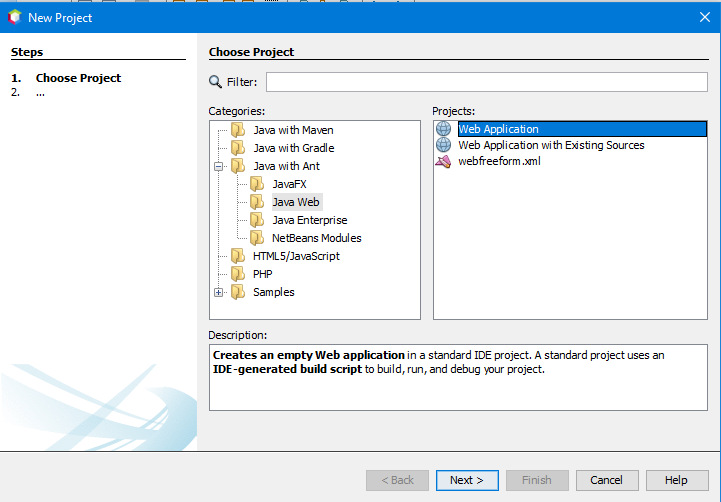 New Project
Steps
1. Choose Project
2. ...
Choose Project
Filter:
Categories:
Java with Maven
Java with Gradle
Java with Ant
JavaFX
Java Web
Java Enterprise
NetBeans Modules
HTML5/JavaScript
PHP
Samples
Projects:
Web Application
Web Application with Existing Sources
webfreeform.xml
Description:
Creates an empty Web application in a standard IDE project. A standard project uses an
IDE-generated build script to build, run, and debug your project.
< Back
Next >
Finish
Cancel
Help